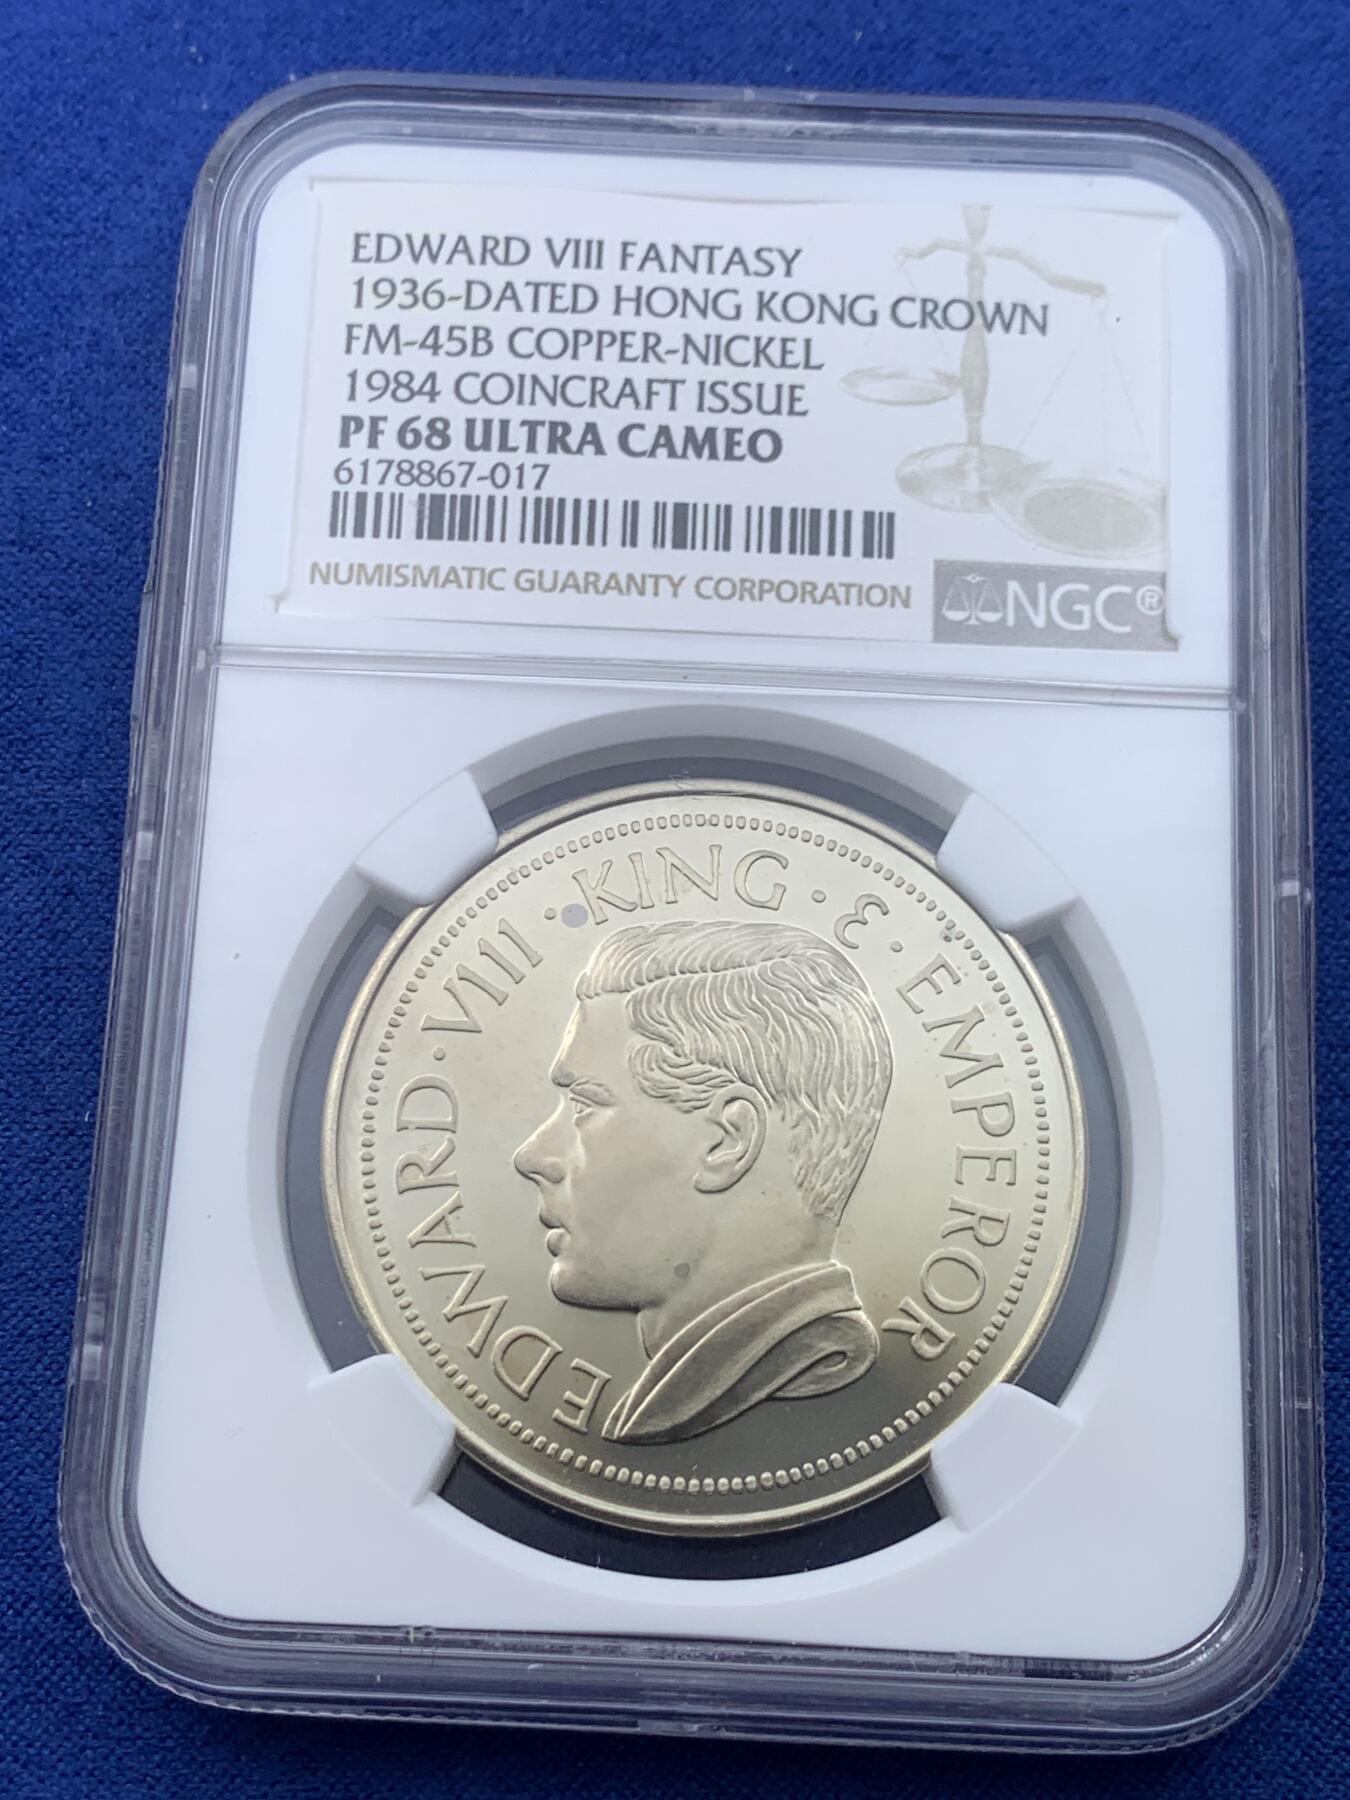 EDWARD VIII FANTASY
1936-DATED HONG KONG CROWN
FM-45B COPPER-NICKEL
1984 COINCRAFT ISSUE
PF 68 ULTRA CAMEO
6178867-017
NUMISMATIC GUARANTY CORPORATION
NGC®
EDWARD · VIII · KING · Ɛ · EMPEROR